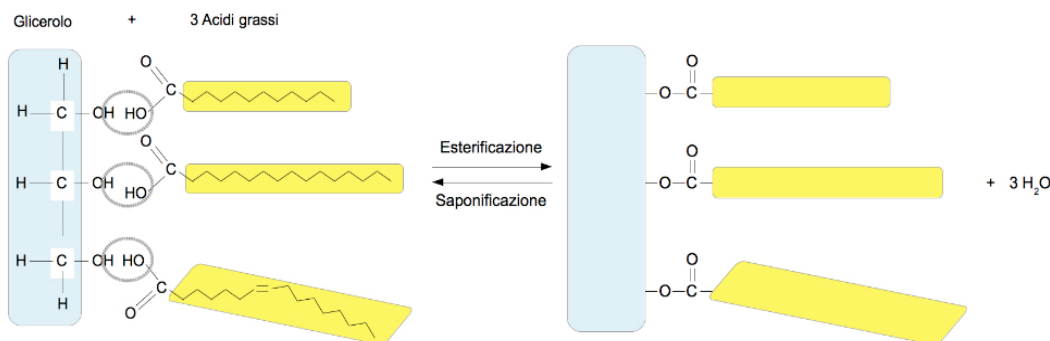 Glicerolo + 3 Acidi grassi
H
O
C
H C OH HO
O
C
H C OH HO
H C OH HO
C
H
O
Esterificazione
Saponificazione
O
O C
O
O C
+ 3 H₂O
O
O C